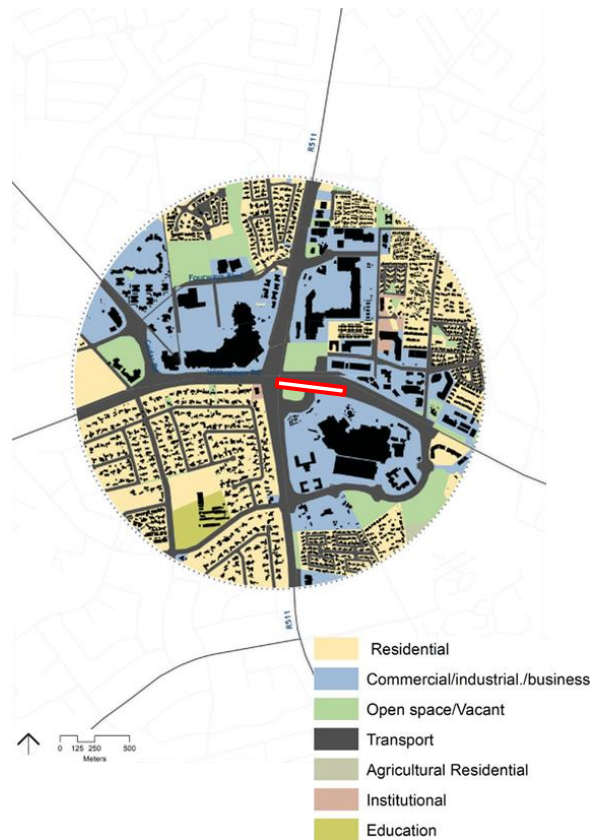 R511
FOURWAYS
R511
Residential
Commercial/industrial./business
Open space/Vacant
Transport
Agricultural Residential
Institutional
Education
0 125 250 500
Meters